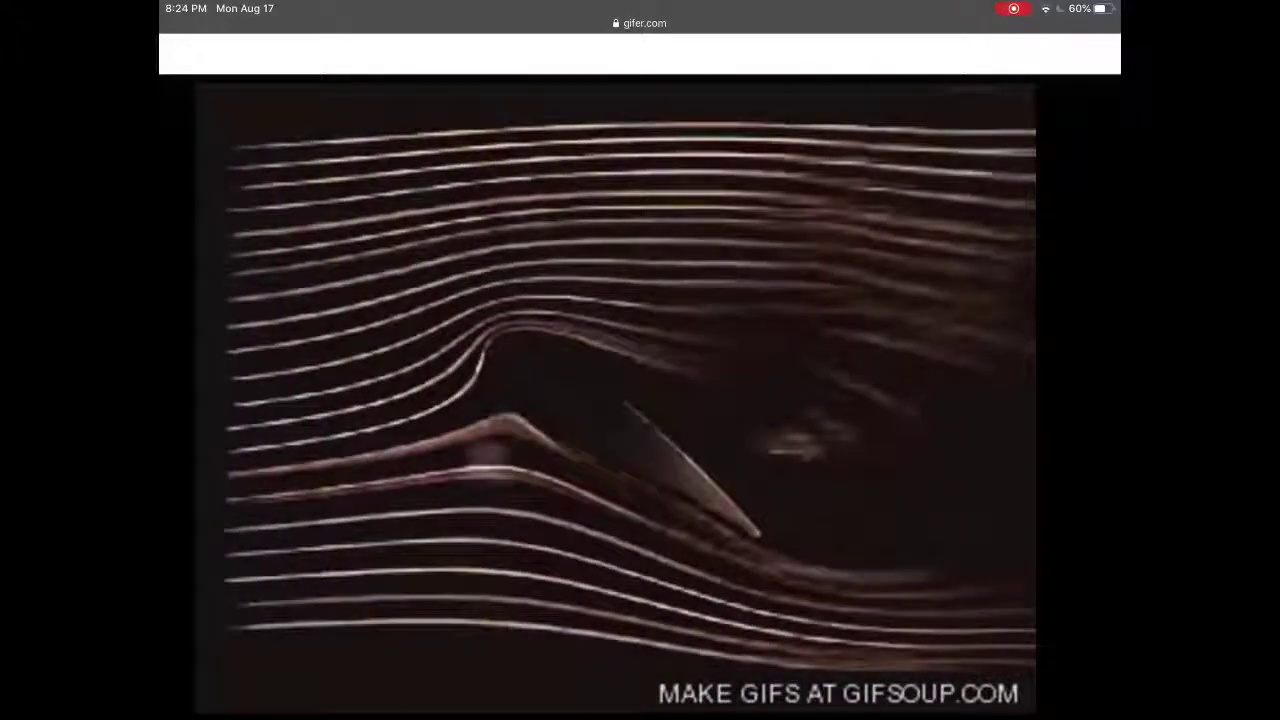 8:24 PM Mon Aug 17
60%
gifer.com
MAKE GIFS AT GIFSOUP.COM